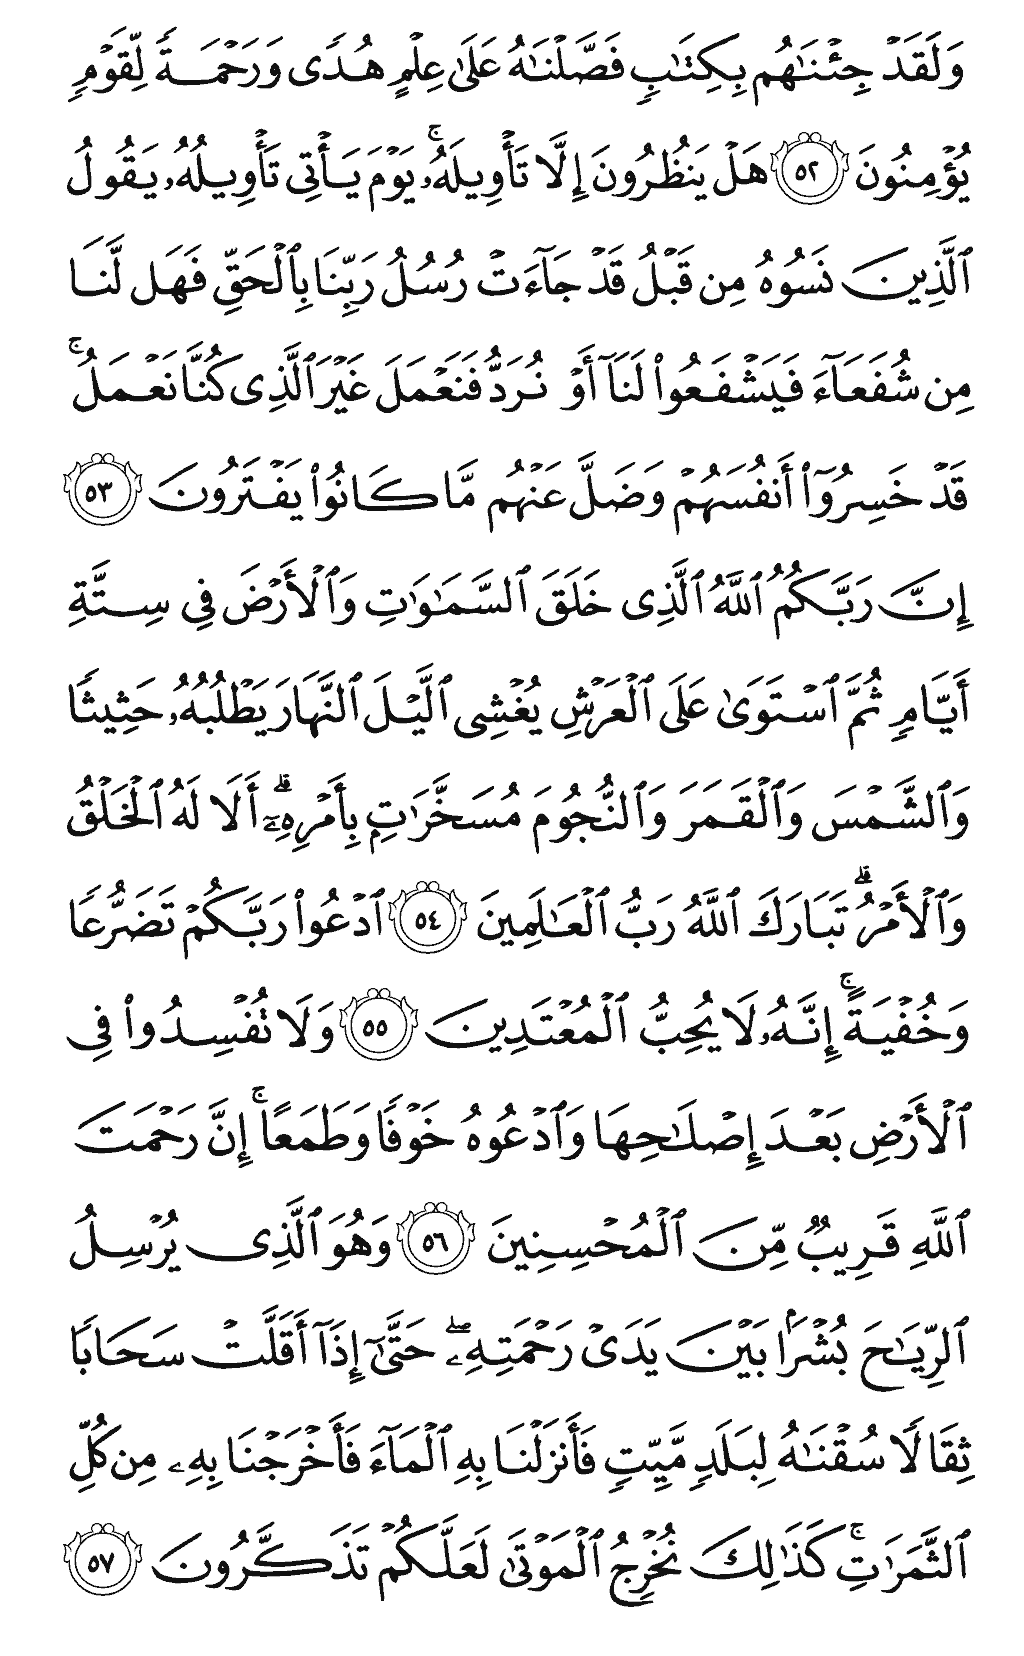 وَلَقَدۡ جِئۡنَٰهُم بِكِتَٰبٖ فَصَّلۡنَٰهُ عَلَىٰ عِلۡمٍ هُدٗى وَرَحۡمَةٗ لِّقَوۡمٖ
يُؤۡمِنُونَ ٥٢ هَلۡ يَنظُرُونَ إِلَّا تَأۡوِيلَهُۥۚ يَوۡمَ يَأۡتِي تَأۡوِيلُهُۥ يَقُولُ
ٱلَّذِينَ نَسُوهُ مِن قَبۡلُ قَدۡ جَآءَتۡ رُسُلُ رَبِّنَا بِٱلۡحَقِّ فَهَل لَّنَا
مِن شُفَعَآءَ فَيَشۡفَعُواْ لَنَآ أَوۡ نُرَدُّ فَنَعۡمَلَ غَيۡرَ ٱلَّذِي كُنَّا نَعۡمَلُۚ
قَدۡ خَسِرُوٓاْ أَنفُسَهُمۡ وَضَلَّ عَنۡهُم مَّا كَانُواْ يَفۡتَرُونَ ٥٣
إِنَّ رَبَّكُمُ ٱللَّهُ ٱلَّذِي خَلَقَ ٱلسَّمَٰوَٰتِ وَٱلۡأَرۡضَ فِي سِتَّةِ
أَيَّامٖ ثُمَّ ٱسۡتَوَىٰ عَلَى ٱلۡعَرۡشِ يُغۡشِي ٱلَّيۡلَ ٱلنَّهَارَ يَطۡلُبُهُۥ حَثِيثٗا
وَٱلشَّمۡسَ وَٱلۡقَمَرَ وَٱلنُّجُومَ مُسَخَّرَٰتِۭ بِأَمۡرِهِۦٓۗ أَلَا لَهُ ٱلۡخَلۡقُ
وَٱلۡأَمۡرُۗ تَبَارَكَ ٱللَّهُ رَبُّ ٱلۡعَٰلَمِينَ ٥٤ ٱدۡعُواْ رَبَّكُمۡ تَضَرُّعٗا
وَخُفۡيَةًۚ إِنَّهُۥ لَا يُحِبُّ ٱلۡمُعۡتَدِينَ ٥٥ وَلَا تُفۡسِدُواْ فِي
ٱلۡأَرۡضِ بَعۡدَ إِصۡلَٰحِهَا وَٱدۡعُوهُ خَوۡفٗا وَطَمَعًاۚ إِنَّ رَحۡمَتَ
ٱللَّهِ قَرِيبٞ مِّنَ ٱلۡمُحۡسِنِينَ ٥٦ وَهُوَ ٱلَّذِي يُرۡسِلُ
ٱلرِّيَٰحَ بُشۡرَۢا بَيۡنَ يَدَيۡ رَحۡمَتِهِۦۖ حَتَّىٰٓ إِذَآ أَقَلَّتۡ سَحَابٗا
ثِقَالٗا سُقۡنَٰهُ لِبَلَدٖ مَّيِّتٖ فَأَنزَلۡنَا بِهِ ٱلۡمَآءَ فَأَخۡرَجۡنَا بِهِۦ مِن كُلِّ
ٱلثَّمَرَٰتِۚ كَذَٰلِكَ نُخۡرِجُ ٱلۡمَوۡتَىٰ لَعَلَّكُمۡ تَذَكَّرُونَ ٥٧